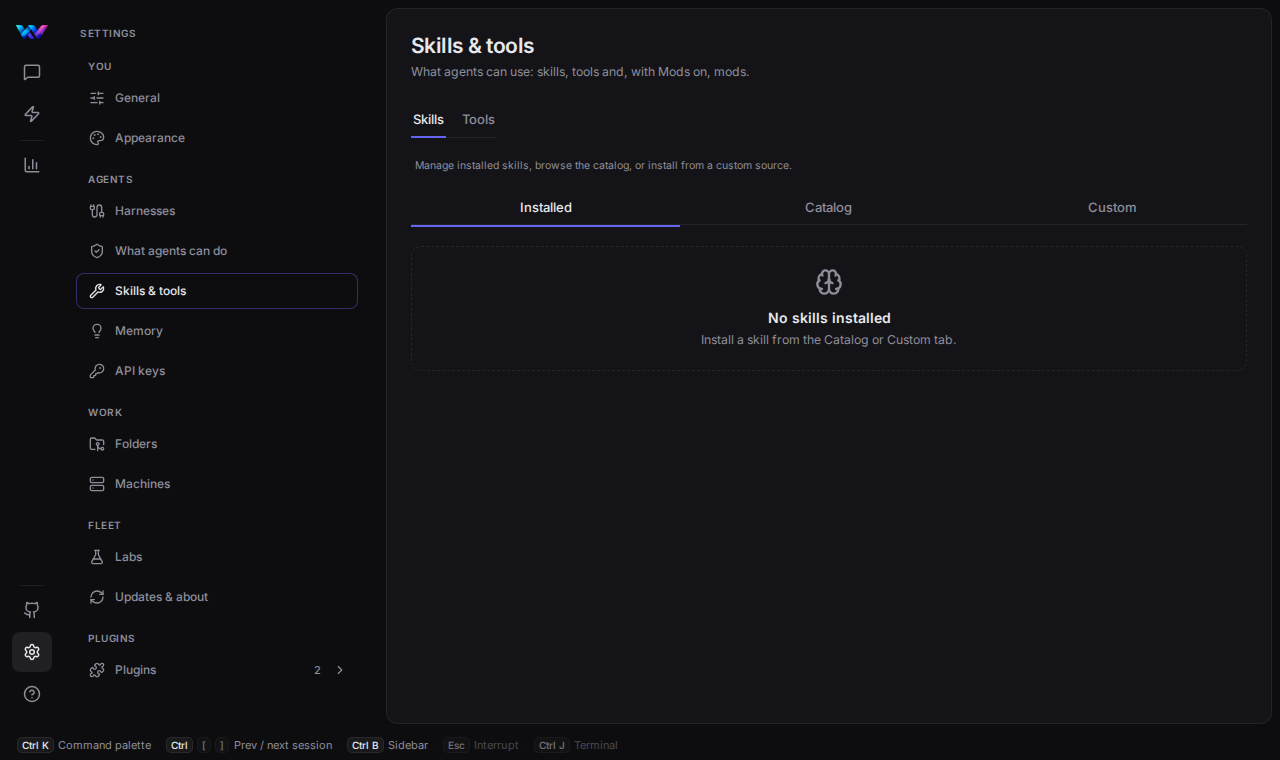 SETTINGS
YOU
General
Appearance
AGENTS
Harnesses
What agents can do
Skills & tools
Memory
API keys
WORK
Folders
Machines
FLEET
Labs
Updates & about
PLUGINS
Plugins 2
Skills & tools
What agents can use: skills, tools and, with Mods on, mods.
Skills Tools
Manage installed skills, browse the catalog, or install from a custom source.
Installed Catalog Custom
No skills installed
Install a skill from the Catalog or Custom tab.
Ctrl K Command palette Ctrl [ ] Prev / next session Ctrl B Sidebar Esc Interrupt Ctrl J Terminal